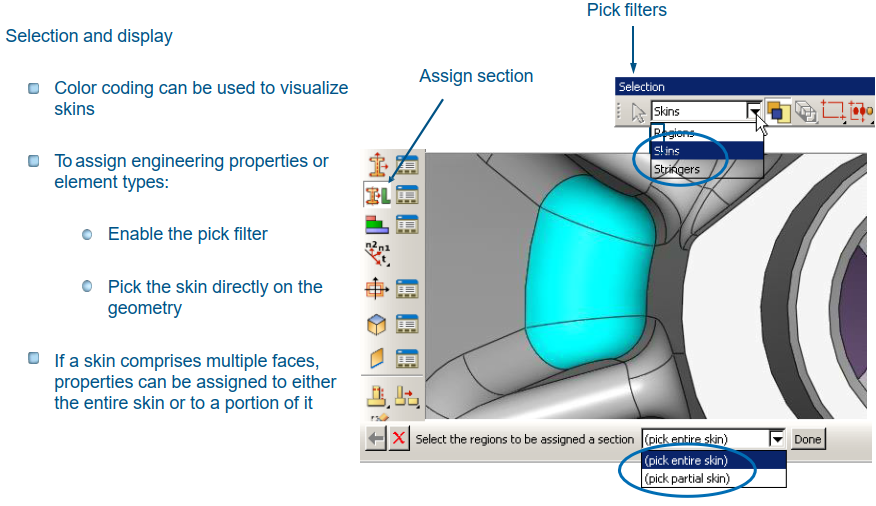 Pick filters
Selection and display
Assign section
Color coding can be used to visualize
skins
To assign engineering properties or
element types:
Enable the pick filter
Pick the skin directly on the
geometry
If a skin comprises multiple faces,
properties can be assigned to either
the entire skin or to a portion of it
Selection
Skins
Regions
Skins
Stringers
n2 n1
t
Select the regions to be assigned a section (pick entire skin) Done
(pick entire skin)
(pick partial skin)